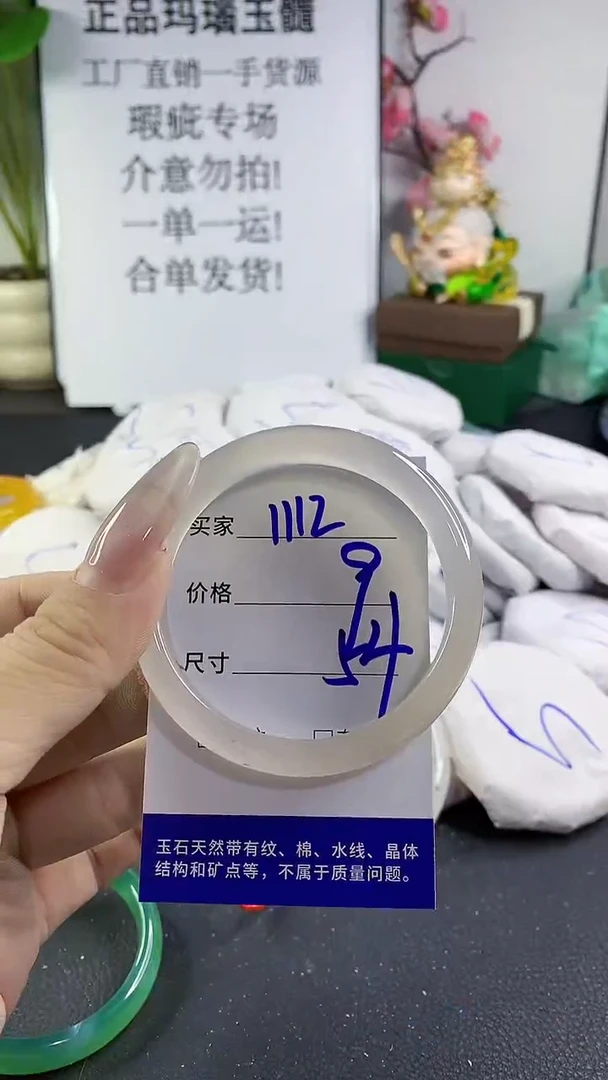 正品玛瑙玉髓
工厂直销一手货源
瑕疵专场
介意勿拍!
一单一运!
合单发货!
买家 1112
价格 9
尺寸 54
玉石天然带有纹、棉、水线、晶体
结构和矿点等，不属于质量问题。